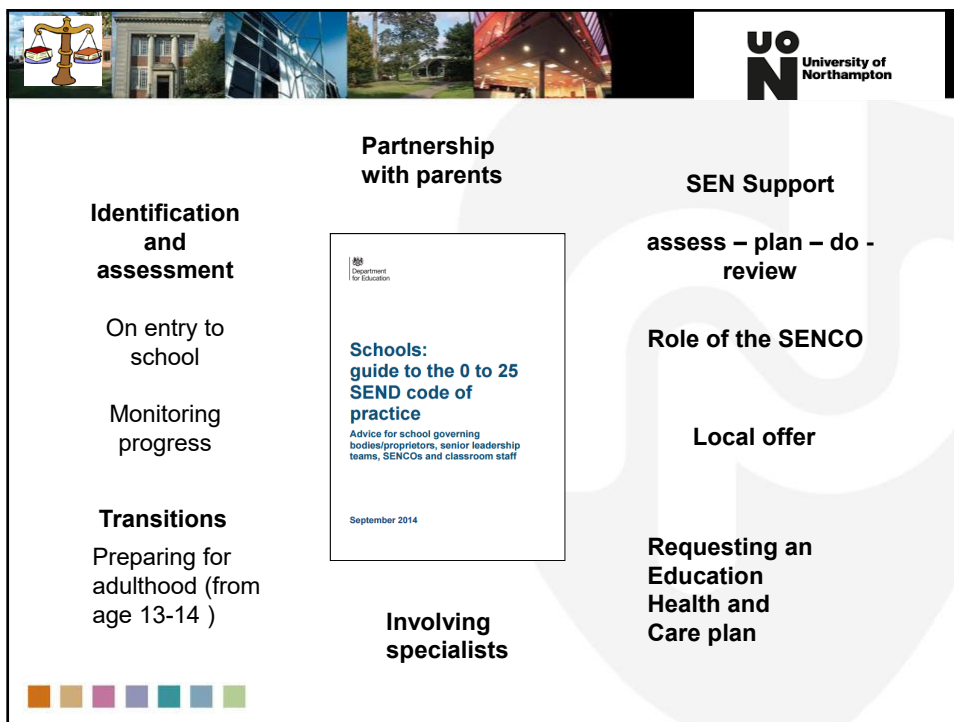 UO
N
University of
Northampton
Partnership
with parents
Identification
and
assessment
On entry to
school
Monitoring
progress
Transitions
Preparing for
adulthood (from
age 13-14 )
Department
for Education
Schools:
guide to the 0 to 25
SEND code of
practice
Advice for school governing
bodies/proprietors, senior leadership
teams, SENCOs and classroom staff
September 2014
Involving
specialists
SEN Support
assess – plan – do -
review
Role of the SENCO
Local offer
Requesting an
Education
Health and
Care plan